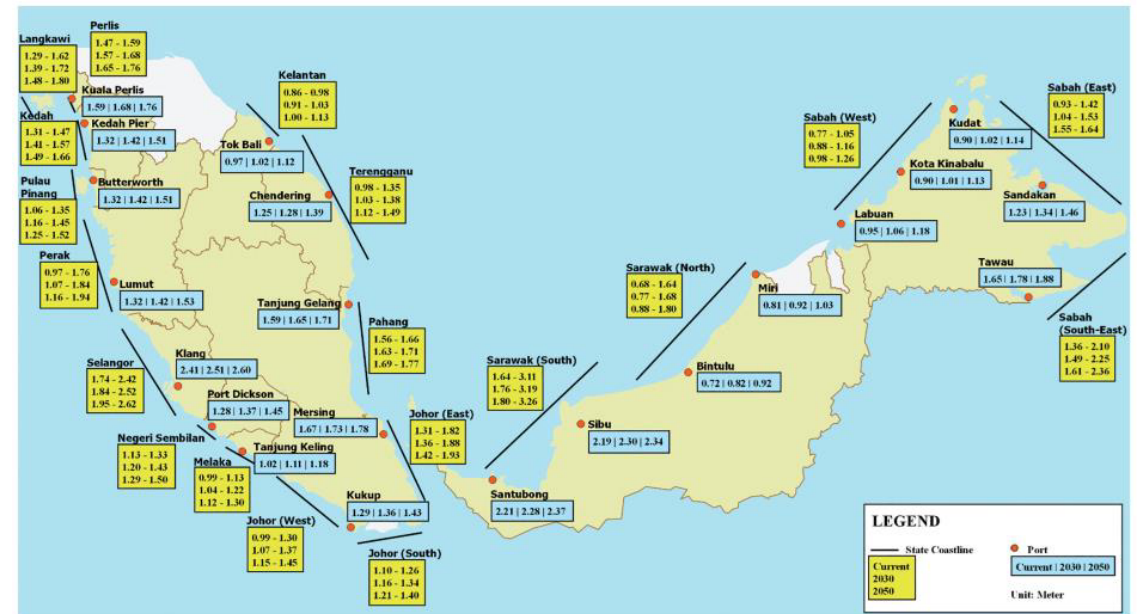 Perlis
1.47 - 1.59
1.57 - 1.68
1.65 - 1.76
Langkawi
1.29 - 1.62
1.39 - 1.72
1.48 - 1.80
Kuala Perlis
1.59 | 1.68 | 1.76
Kedah
1.31 - 1.47
1.41 - 1.57
1.49 - 1.66
Kedah Pier
1.32 | 1.42 | 1.51
Kelantan
0.86 - 0.98
0.91 - 1.03
1.00 - 1.13
Tok Bali
0.97 | 1.02 | 1.12
Pulau
Pinang
1.06 - 1.35
1.16 - 1.45
1.25 - 1.52
Butterworth
1.32 | 1.42 | 1.51
Chendering
1.25 | 1.28 | 1.39
Terengganu
0.98 - 1.35
1.03 - 1.38
1.12 - 1.49
Perak
0.97 - 1.76
1.07 - 1.84
1.16 - 1.94
Lumut
1.32 | 1.42 | 1.53
Tanjung Gelang
1.59 | 1.65 | 1.71
Pahang
1.56 - 1.66
1.63 - 1.71
1.69 - 1.77
Selangor
1.74 - 2.42
1.84 - 2.52
1.95 - 2.62
Klang
2.41 | 2.51 | 2.60
Port Dickson
1.28 | 1.37 | 1.45
Mersing
1.67 | 1.73 | 1.78
Johor (East)
1.31 - 1.82
1.36 - 1.88
1.42 - 1.93
Negeri Sembilan
1.13 - 1.33
1.20 - 1.43
1.29 - 1.50
Tanjung Keling
1.02 | 1.11 | 1.18
Melaka
0.99 - 1.13
1.04 - 1.22
1.12 - 1.30
Kukup
1.29 | 1.36 | 1.43
Johor (West)
0.99 - 1.30
1.07 - 1.37
1.15 - 1.45
Johor (South)
1.10 - 1.26
1.16 - 1.34
1.21 - 1.40
Sabah (West)
0.77 - 1.05
0.88 - 1.16
0.98 - 1.26
Sabah (East)
0.93 - 1.42
1.04 - 1.53
1.55 - 1.64
Kudat
0.90 | 1.02 | 1.14
Kota Kinabalu
0.90 | 1.01 | 1.13
Sandakan
1.23 | 1.34 | 1.46
Labuan
0.95 | 1.06 | 1.18
Tawau
1.65 | 1.78 | 1.88
Sabah
(South-East)
1.36 - 2.10
1.49 - 2.25
1.61 - 2.36
Sarawak (North)
0.68 - 1.64
0.77 - 1.68
0.88 - 1.80
Miri
0.81 | 0.92 | 1.03
Bintulu
0.72 | 0.82 | 0.92
Sarawak (South)
1.64 - 3.11
1.76 - 3.19
1.80 - 3.26
Sibu
2.19 | 2.30 | 2.34
Santubong
2.21 | 2.28 | 2.37
LEGEND
State Coastline
Current
2030
2050
Port
Current | 2030 | 2050
Unit: Meter